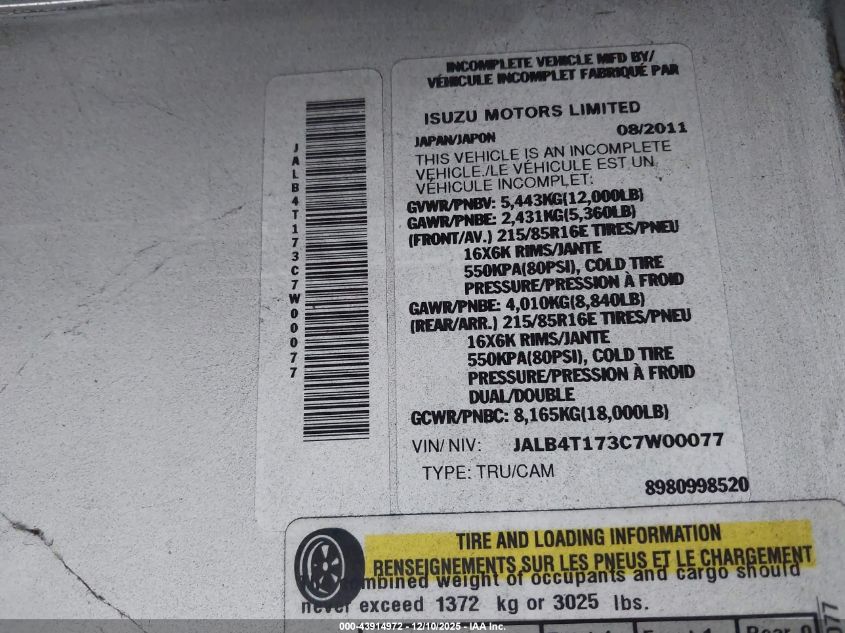 INCOMPLETE VEHICLE MFD BY/
VÉHICULE INCOMPLET FABRIQUÉ PAR
ISUZU MOTORS LIMITED
JAPAN/JAPON 08/2011
THIS VEHICLE IS AN INCOMPLETE
VEHICLE./LE VÉHICULE EST UN
VÉHICULE INCOMPLET:
GVWR/PNBV: 5,443KG(12,000LB)
GAWR/PNBE: 2,431KG(5,360LB)
(FRONT/AV.) 215/85R16E TIRES/PNEU
16X6K RIMS/JANTE
550KPA(80PSI), COLD TIRE
PRESSURE/PRESSION À FROID
GAWR/PNBE: 4,010KG(8,840LB)
(REAR/ARR.) 215/85R16E TIRES/PNEU
16X6K RIMS/JANTE
550KPA(80PSI), COLD TIRE
PRESSURE/PRESSION À FROID
DUAL/DOUBLE
GCWR/PNBC: 8,165KG(18,000LB)
VIN/ NIV: JALB4T173C7W00077
TYPE: TRU/CAM
8980998520
JALB4T173C7W00077
TIRE AND LOADING INFORMATION
RENSEIGNEMENTS SUR LES PNEUS ET LE CHARGEMENT
combined weight of occupants and cargo should
never exceed 1372 kg or 3025 lbs.
000-43914972 - 12/10/2025 - IAA Inc.